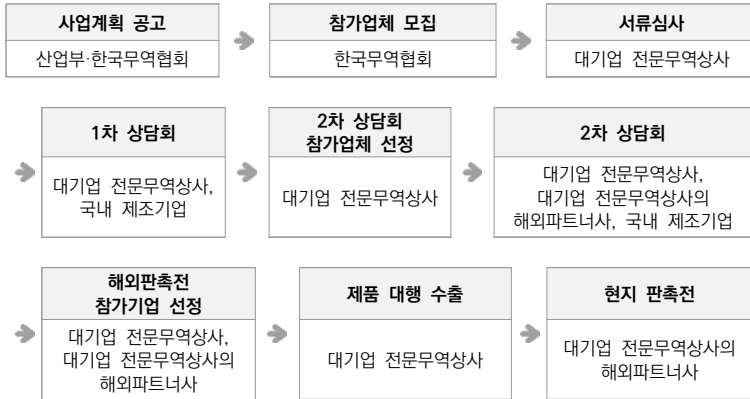 사업계획 공고
산업부·한국무역협회
참가업체 모집
한국무역협회
서류심사
대기업 전문무역상사
1차 상담회
대기업 전문무역상사,
국내 제조기업
2차 상담회
참가업체 선정
대기업 전문무역상사
2차 상담회
대기업 전문무역상사,
대기업 전문무역상사의
해외파트너사, 국내 제조기업
해외판촉전
참가기업 선정
대기업 전문무역상사,
대기업 전문무역상사의
해외파트너사
제품 대행 수출
대기업 전문무역상사
현지 판촉전
대기업 전문무역상사의
해외파트너사